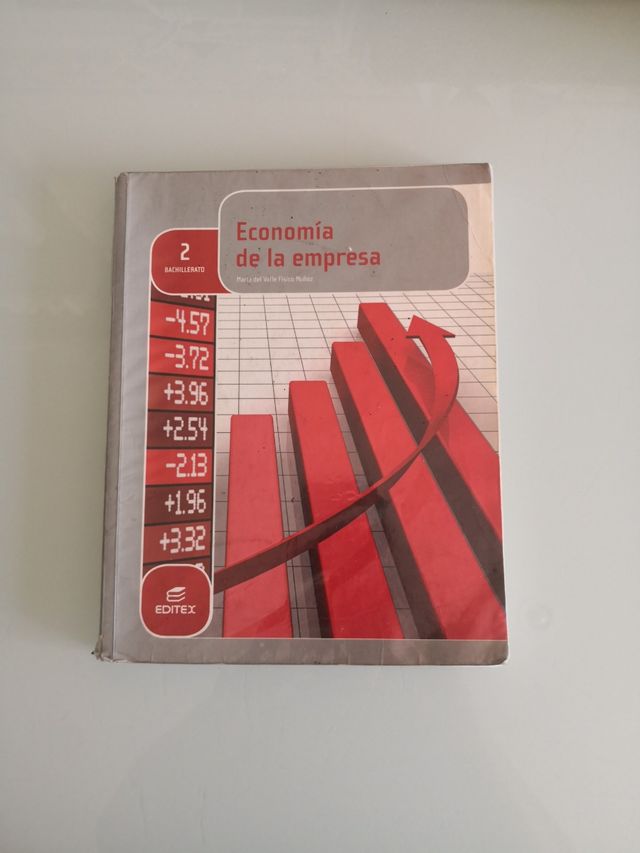 Economía
de la empresa
María del Valle Físico Muñoz
2
BACHILLERATO
-4.57
-3.72
+3.96
+2.54
-2.13
+1.96
+3.32
EDITEX